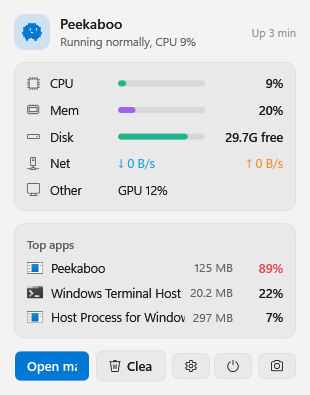 Peekaboo
Running normally, CPU 9%
Up 3 min
CPU 9%
Mem 20%
Disk 29.7G free
Net ↓ 0 B/s ↑ 0 B/s
Other GPU 12%
Top apps
Peekaboo 125 MB 89%
Windows Terminal Host 20.2 MB 22%
Host Process for Window 297 MB 7%
Open ma Clea